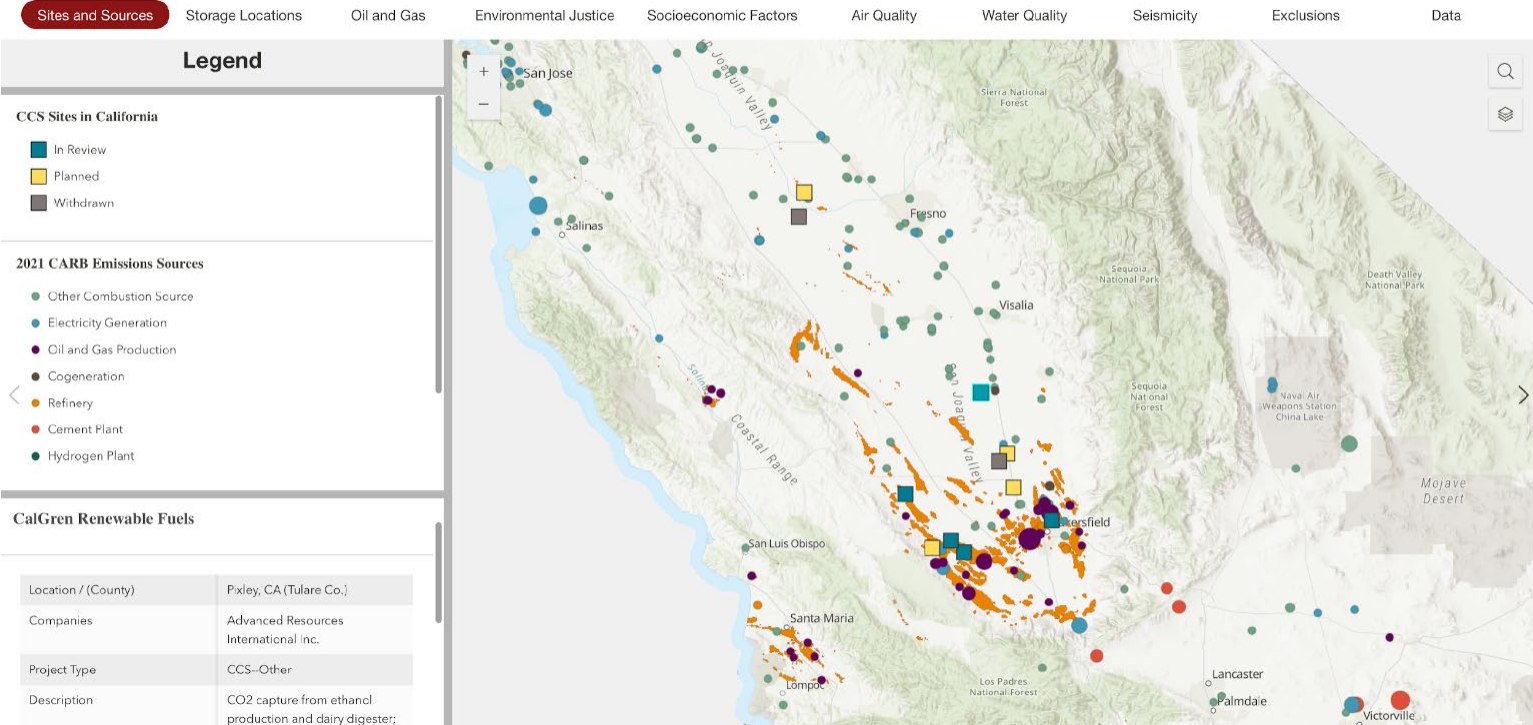 Sites and Sources
Storage Locations
Oil and Gas
Environmental Justice
Socioeconomic Factors
Air Quality
Water Quality
Seismicity
Exclusions
Data
Legend
CCS Sites in California
In Review
Planned
Withdrawn
2021 CARB Emissions Sources
Other Combustion Source
Electricity Generation
Oil and Gas Production
Cogeneration
Refinery
Cement Plant
Hydrogen Plant
CalGren Renewable Fuels
Location / (County)
Pixley, CA (Tulare Co.)
Companies
Advanced Resources
International Inc.
Project Type
CCS--Other
Description
CO2 capture from ethanol
production and dairy digester;
+
−
San Jose
Joaquin Valley
Sierra National
Forest
Salinas
Fresno
Sequoia
National Park
Death Valley
National Park
Visalia
Coastal Range
San Joaquin Valley
Sequoia
National
Forest
Naval Air
Weapons Station
China Lake
Mojave
Desert
kersfield
San Luis Obispo
Santa Maria
Lompoc
Los Padres
National Forest
Lancaster
Palmdale
Victorville